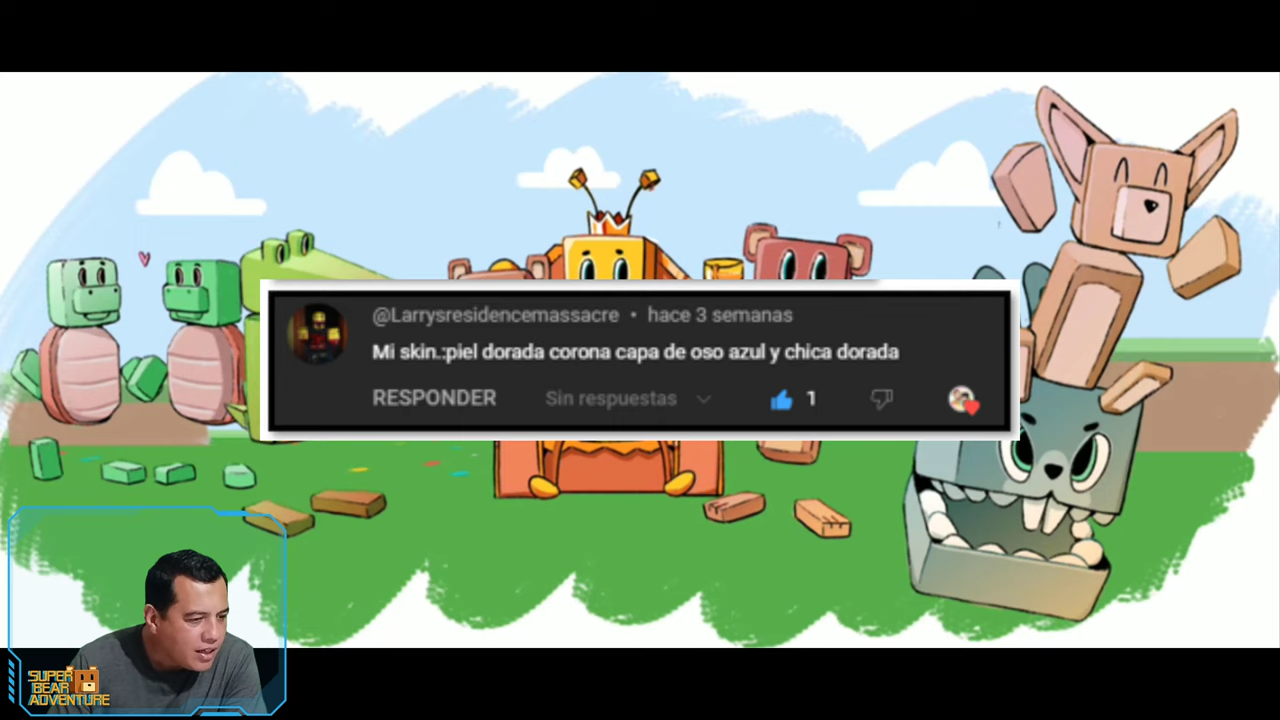 @Larrysresidencemassacre • hace 3 semanas
Mi skin.:piel dorada corona capa de oso azul y chica dorada
RESPONDER Sin respuestas 1
SUPER
BEAR
ADVENTURE